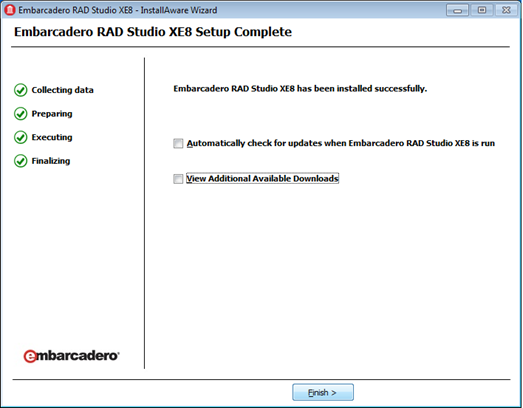 Embarcadero RAD Studio XE8 - InstallAware Wizard
Embarcadero RAD Studio XE8 Setup Complete
Collecting data
Preparing
Executing
Finalizing
Embarcadero RAD Studio XE8 has been installed successfully.
Automatically check for updates when Embarcadero RAD Studio XE8 is run
View Additional Available Downloads
embarcadero
Finish >